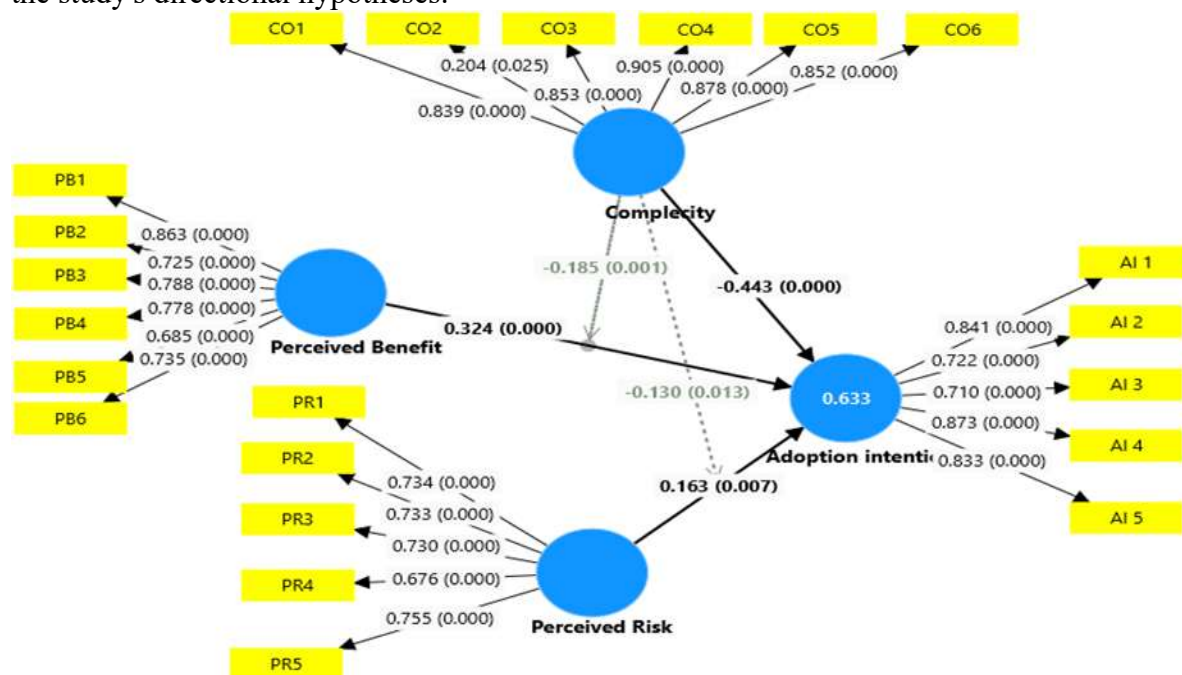 the study's directional hypotheses.
CO1 CO2 CO3 CO4 CO5 CO6
0.839 (0.000)
0.204 (0.025)
0.853 (0.000)
0.905 (0.000)
0.878 (0.000)
0.852 (0.000)
Complecity
PB1
PB2
PB3
PB4
PB5
PB6
0.863 (0.000)
0.725 (0.000)
0.788 (0.000)
0.778 (0.000)
0.685 (0.000)
0.735 (0.000)
Perceived Benefit
-0.185 (0.001)
-0.443 (0.000)
0.324 (0.000)
-0.130 (0.013)
0.163 (0.007)
0.633
Adoption intenti
AI 1
AI 2
AI 3
AI 4
AI 5
0.841 (0.000)
0.722 (0.000)
0.710 (0.000)
0.873 (0.000)
0.833 (0.000)
PR1
PR2
PR3
PR4
PR5
0.734 (0.000)
0.733 (0.000)
0.730 (0.000)
0.676 (0.000)
0.755 (0.000)
Perceived Risk